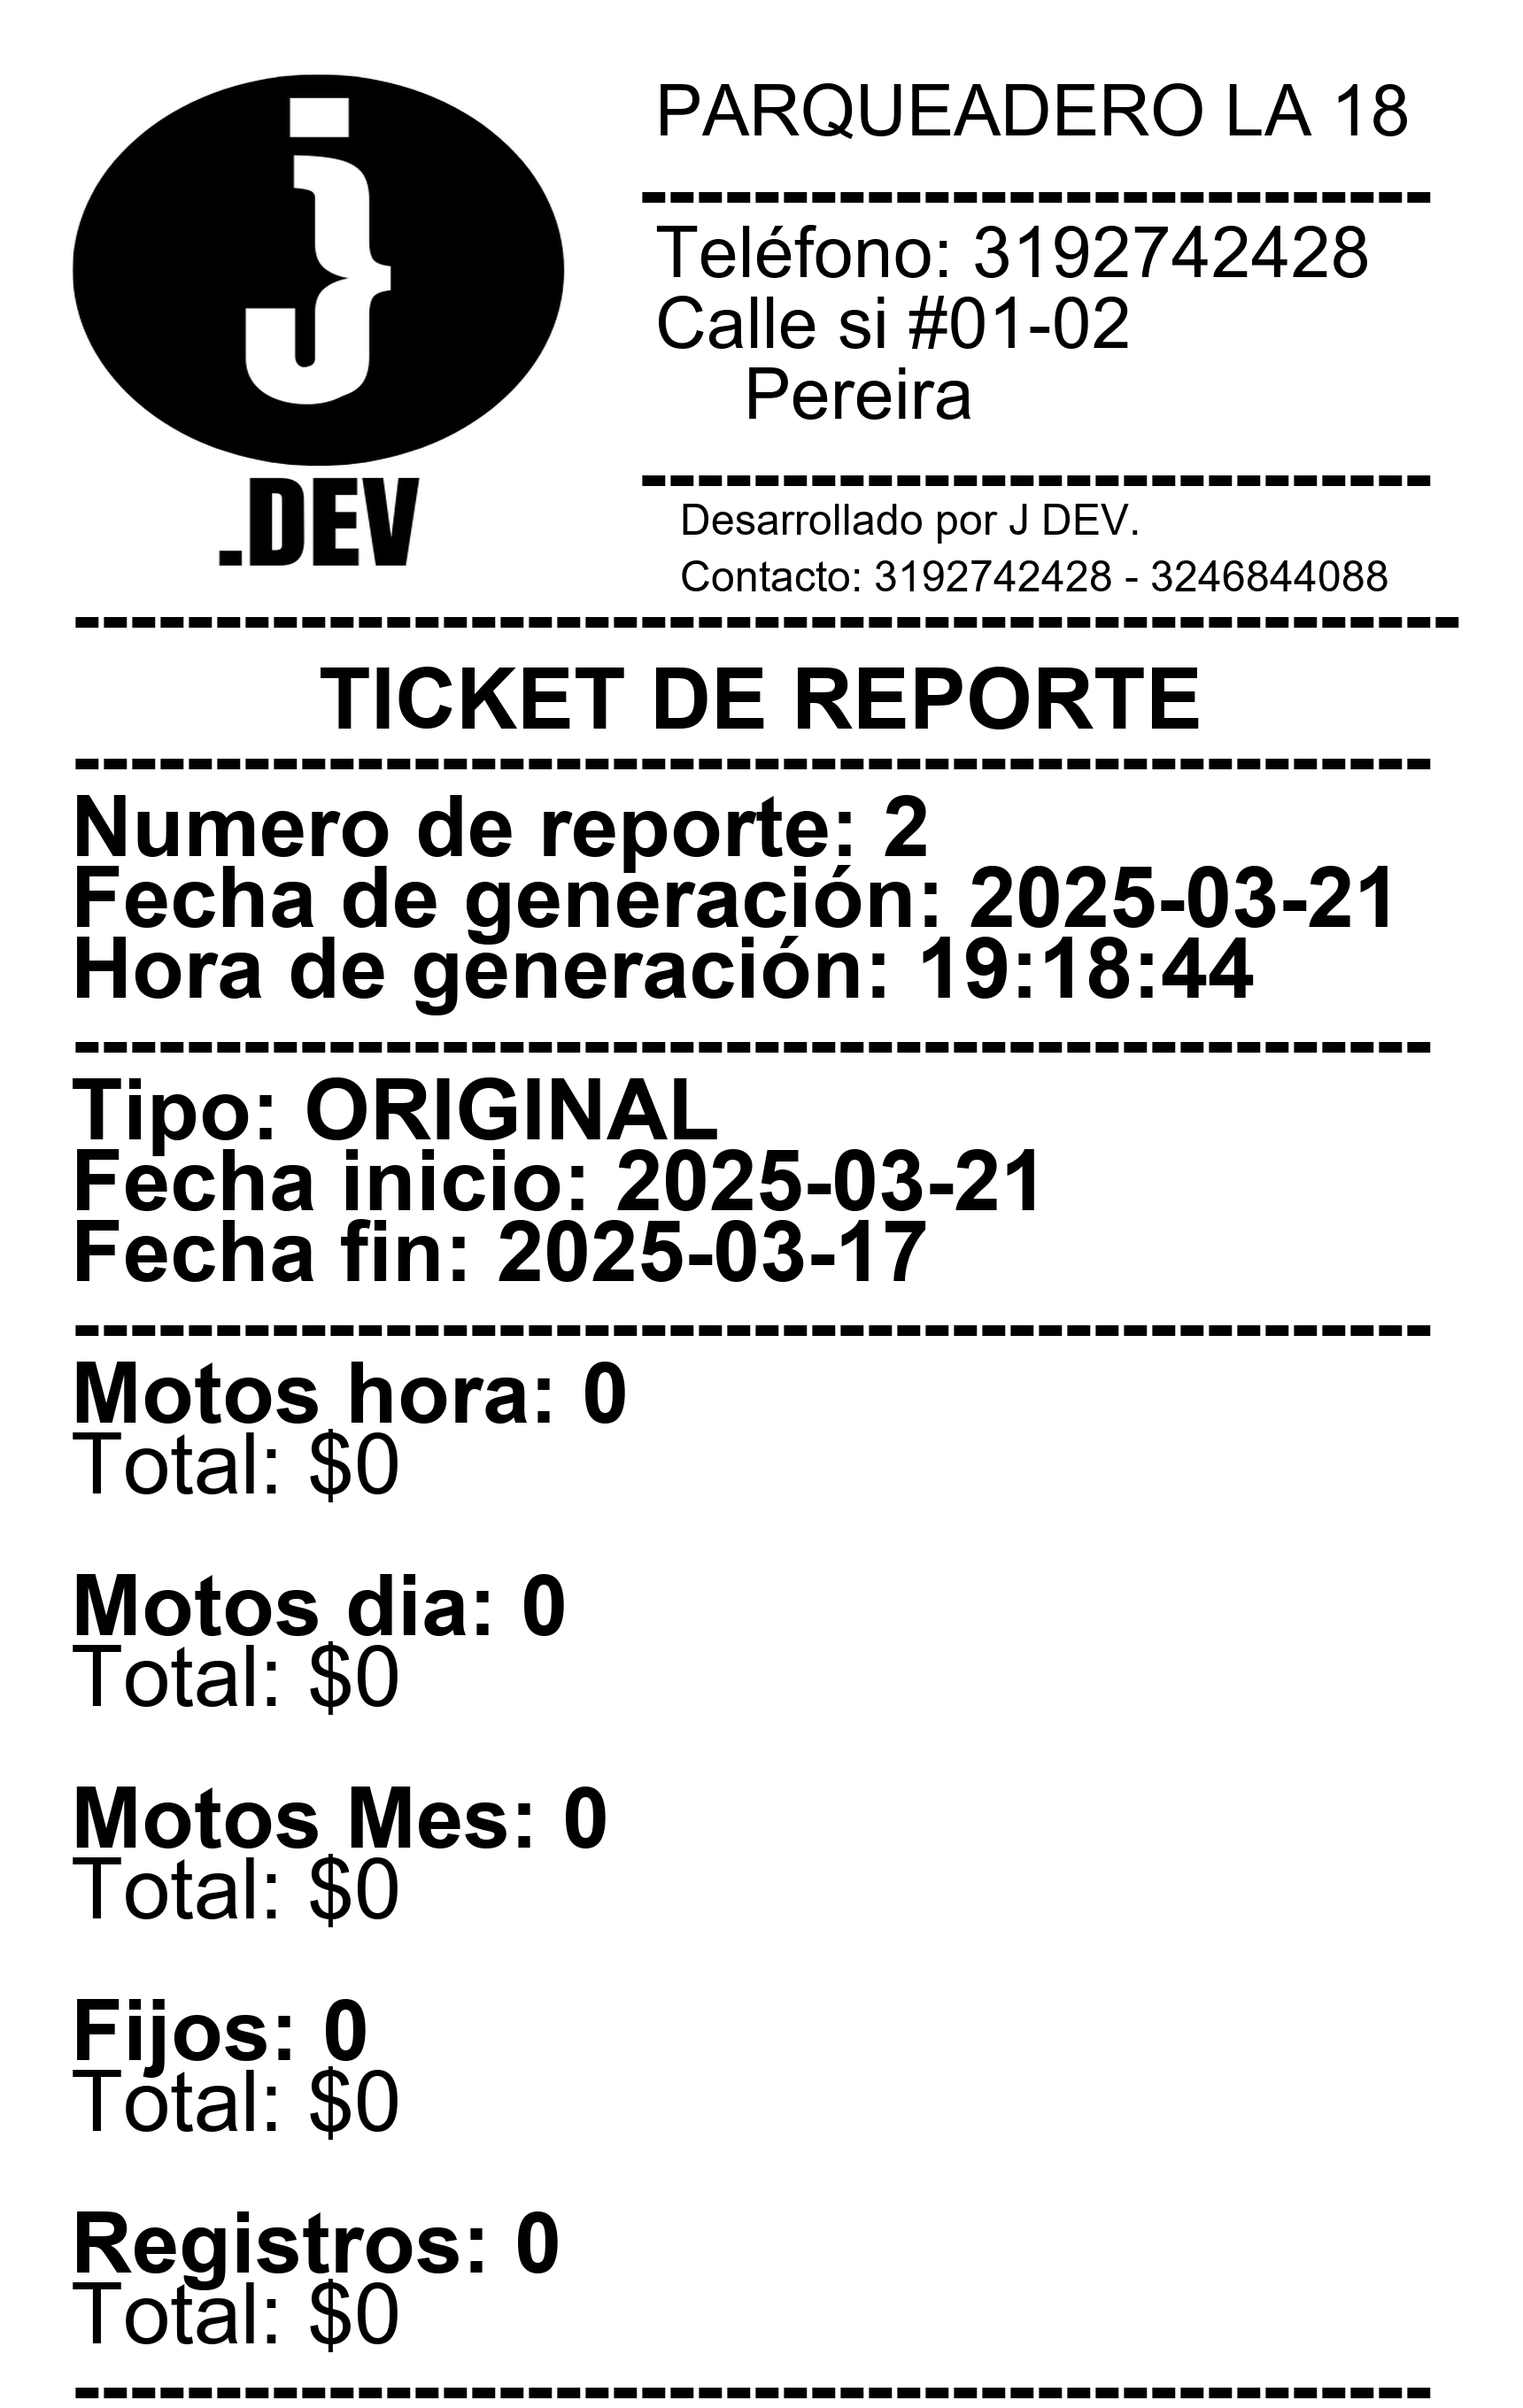 j
.DEV
PARQUEADERO LA 18
----------------------------
Teléfono: 3192742428
Calle si #01-02
Pereira
----------------------------
Desarrollado por J DEV.
Contacto: 3192742428 - 3246844088
-------------------------------------------------
TICKET DE REPORTE
------------------------------------------------
Numero de reporte: 2
Fecha de generación: 2025-03-21
Hora de generación: 19:18:44
------------------------------------------------
Tipo: ORIGINAL
Fecha inicio: 2025-03-21
Fecha fin: 2025-03-17
------------------------------------------------
Motos hora: 0
Total: $0
Motos dia: 0
Total: $0
Motos Mes: 0
Total: $0
Fijos: 0
Total: $0
Registros: 0
Total: $0
------------------------------------------------